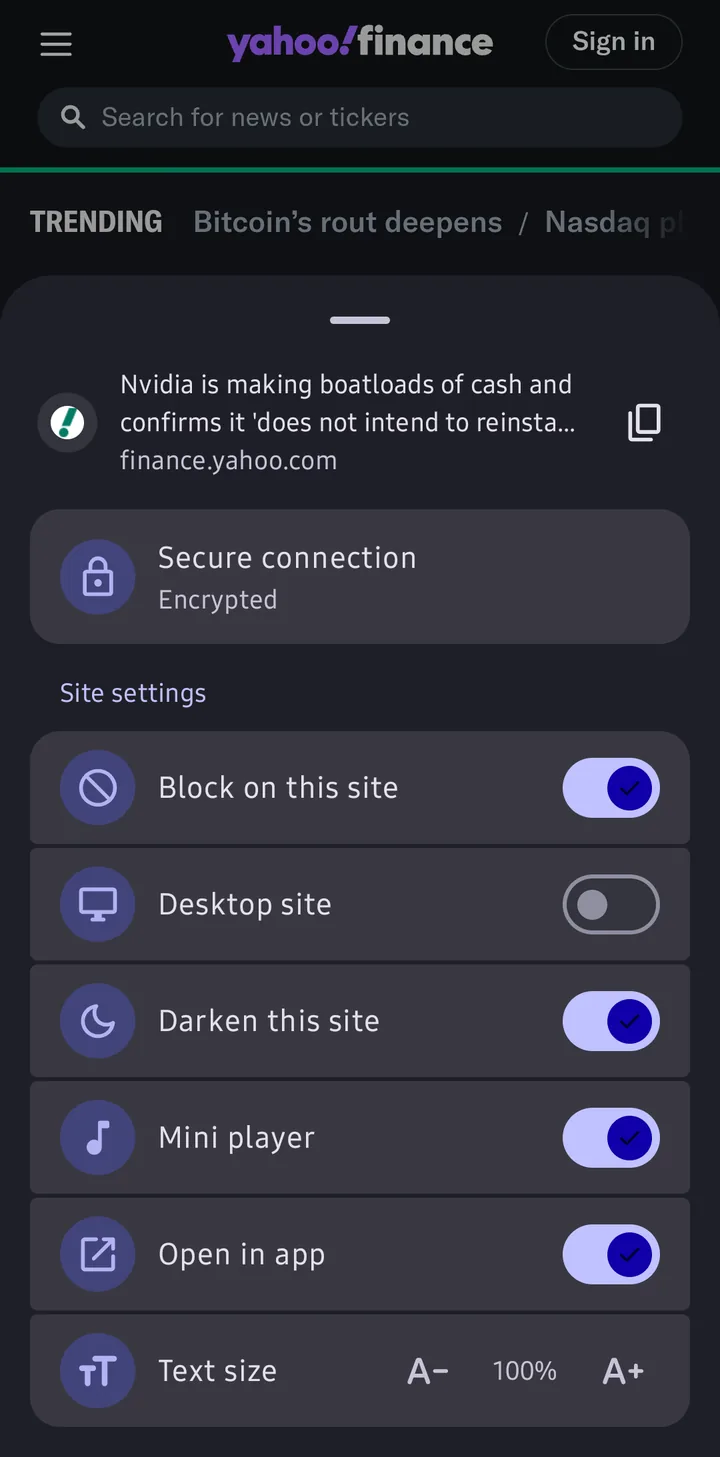 yahoo!finance
Sign in
Search for news or tickers
TRENDING Bitcoin’s rout deepens / Nasdaq
Nvidia is making boatloads of cash and
confirms it 'does not intend to reinsta...
finance.yahoo.com
Secure connection
Encrypted
Site settings
Block on this site
Desktop site
Darken this site
Mini player
Open in app
Text size A− 100% A+